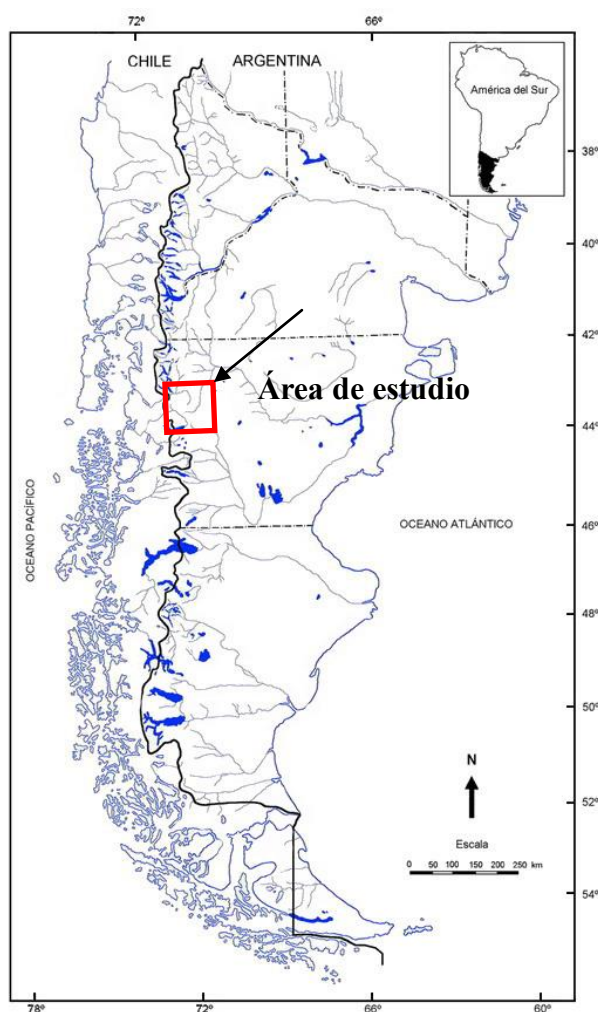 72º 66º
CHILE ARGENTINA
América del Sur
38º
40º
42º
Área de estudio
44º
OCEANO PACÍFICO
OCEANO ATLÁNTICO
46º
48º
50º
N
52º
Escala
0 50 100 150 200 250 km
54º
78º 72º 66º 60º